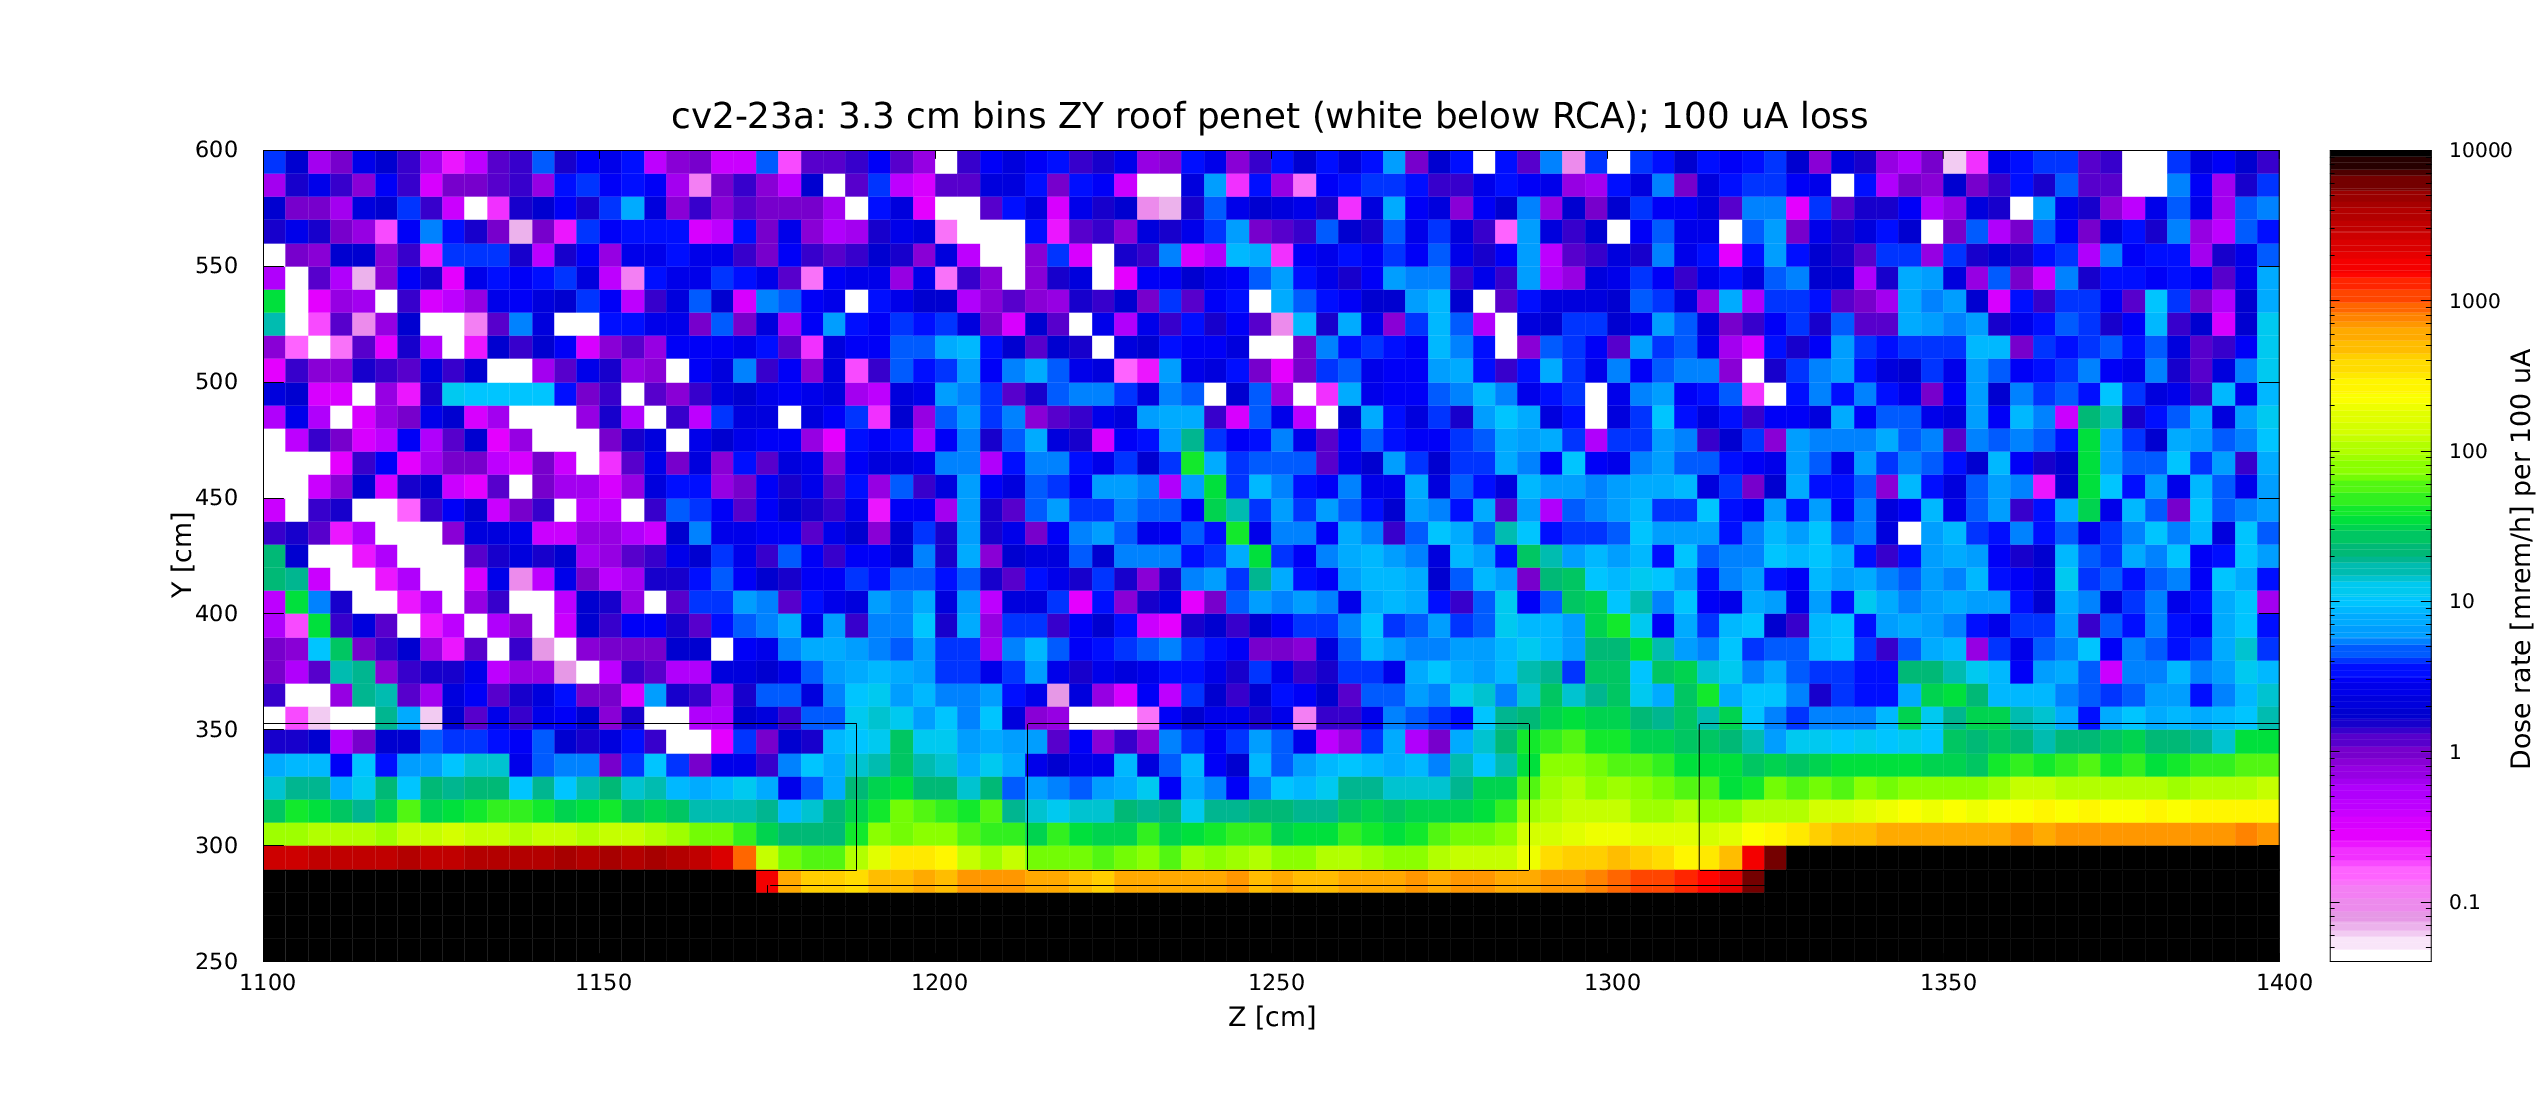 cv2-23a: 3.3 cm bins ZY roof penet (white below RCA); 100 uA loss
600
550
500
450
400
350
300
250
Y [cm]
1100 1150 1200 1250 1300 1350 1400
Z [cm]
10000
1000
100
10
1
0.1
Dose rate [mrem/h] per 100 uA